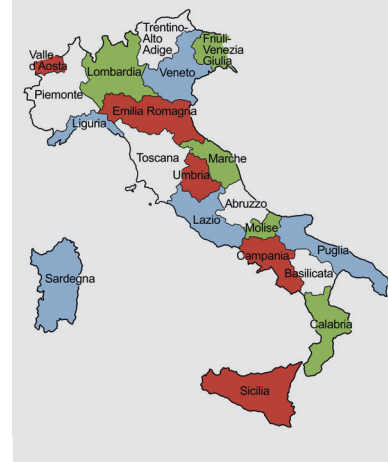 Trentino-
Alto
Adige
Friuli-
Venezia
Giulia
Valle
d'Aosta
Lombardia
Veneto
Piemonte
Emilia Romagna
Liguria
Toscana
Marche
Umbria
Abruzzo
Lazio
Molise
Campania
Puglia
Basilicata
Sardegna
Calabria
Sicilia